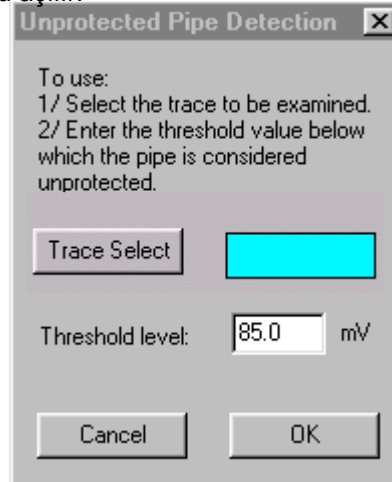 Unprotected Pipe Detection
To use:
1/ Select the trace to be examined.
2/ Enter the threshold value below
which the pipe is considered
unprotected.
Trace Select
Threshold level: 85.0 mV
Cancel OK